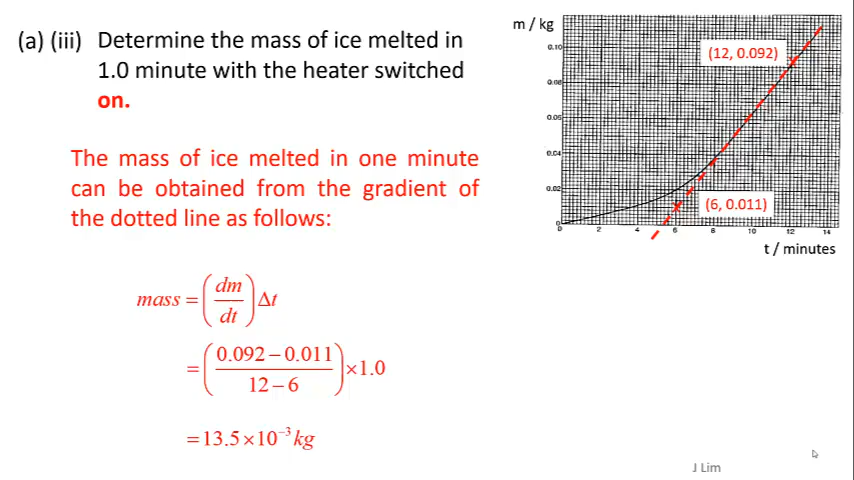 (a) (iii) Determine the mass of ice melted in
1.0 minute with the heater switched
on.
The mass of ice melted in one minute
can be obtained from the gradient of
the dotted line as follows:
mass = (dm/dt) Δt
= ((0.092 − 0.011)/(12 − 6)) × 1.0
= 13.5 × 10⁻³ kg
m / kg
0.10
(12, 0.092)
0.08
0.04
0.02
(6, 0.011)
0
0 2 4 6 8 10 12 14
t / minutes
J Lim